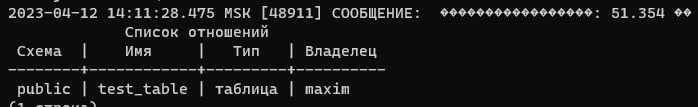 2023-04-12 14:11:28.475 MSK [48911] СООБЩЕНИЕ:  ��������������������: 51.354 ��
Список отношений
Схема | Имя | Тип | Владелец
--------+------------+---------+----------
public | test_table | таблица | maxim
(1 строка)